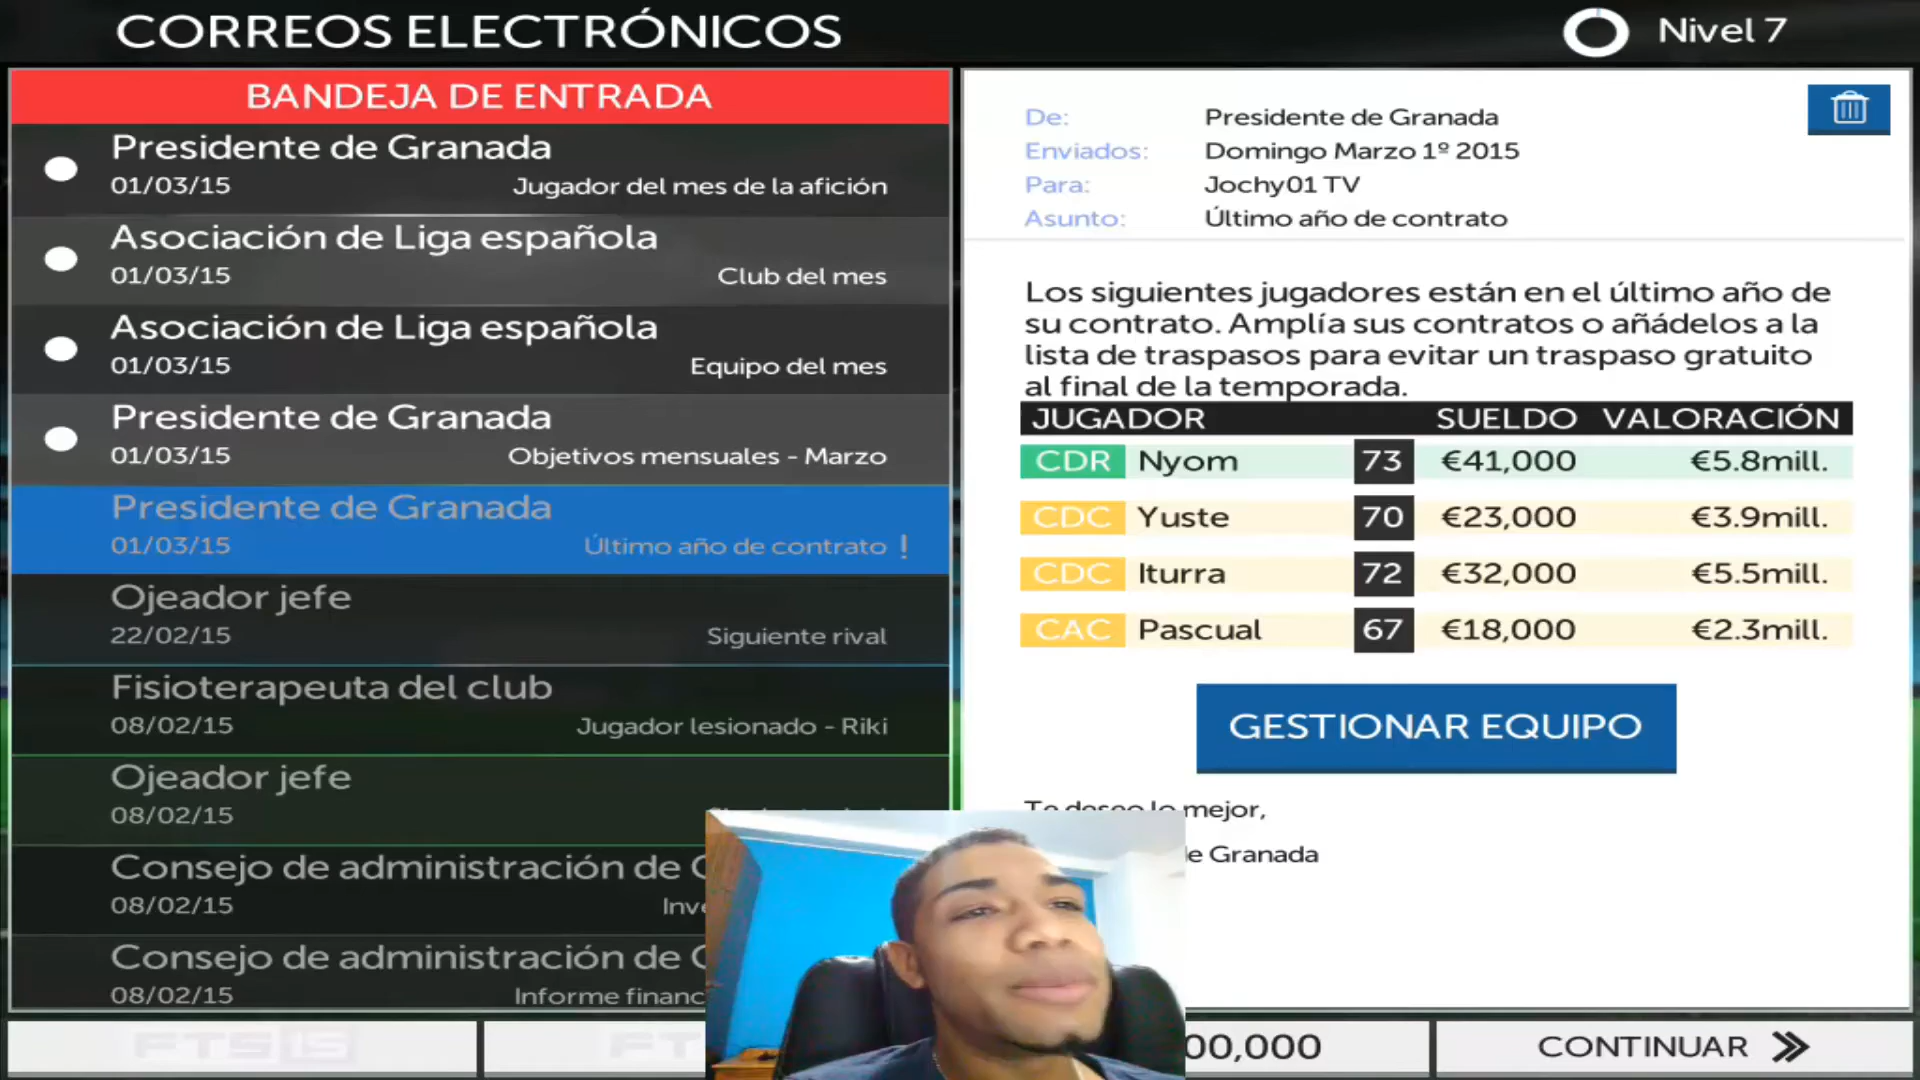 CORREOS ELECTRÓNICOS
Nivel 7
BANDEJA DE ENTRADA
Presidente de Granada
01/03/15 Jugador del mes de la afición
Asociación de Liga española
01/03/15 Club del mes
Asociación de Liga española
01/03/15 Equipo del mes
Presidente de Granada
01/03/15 Objetivos mensuales - Marzo
Presidente de Granada
01/03/15 Último año de contrato !
Ojeador jefe
22/02/15 Siguiente rival
Fisioterapeuta del club
08/02/15 Jugador lesionado - Riki
Ojeador jefe
08/02/15
Consejo de administración de
08/02/15
Consejo de administración de
08/02/15 Informe
De: Presidente de Granada
Enviados: Domingo Marzo 1º 2015
Para: Jochy01 TV
Asunto: Último año de contrato
Los siguientes jugadores están en el último año de
su contrato. Amplía sus contratos o añádelos a la
lista de traspasos para evitar un traspaso gratuito
al final de la temporada.
JUGADOR SUELDO VALORACIÓN
CDR Nyom 73 €41,000 €5.8mill.
CDC Yuste 70 €23,000 €3.9mill.
CDC Iturra 72 €32,000 €5.5mill.
CAC Pascual 67 €18,000 €2.3mill.
GESTIONAR EQUIPO
Te deseo lo mejor,
de Granada
FTS 15
00,000
CONTINUAR